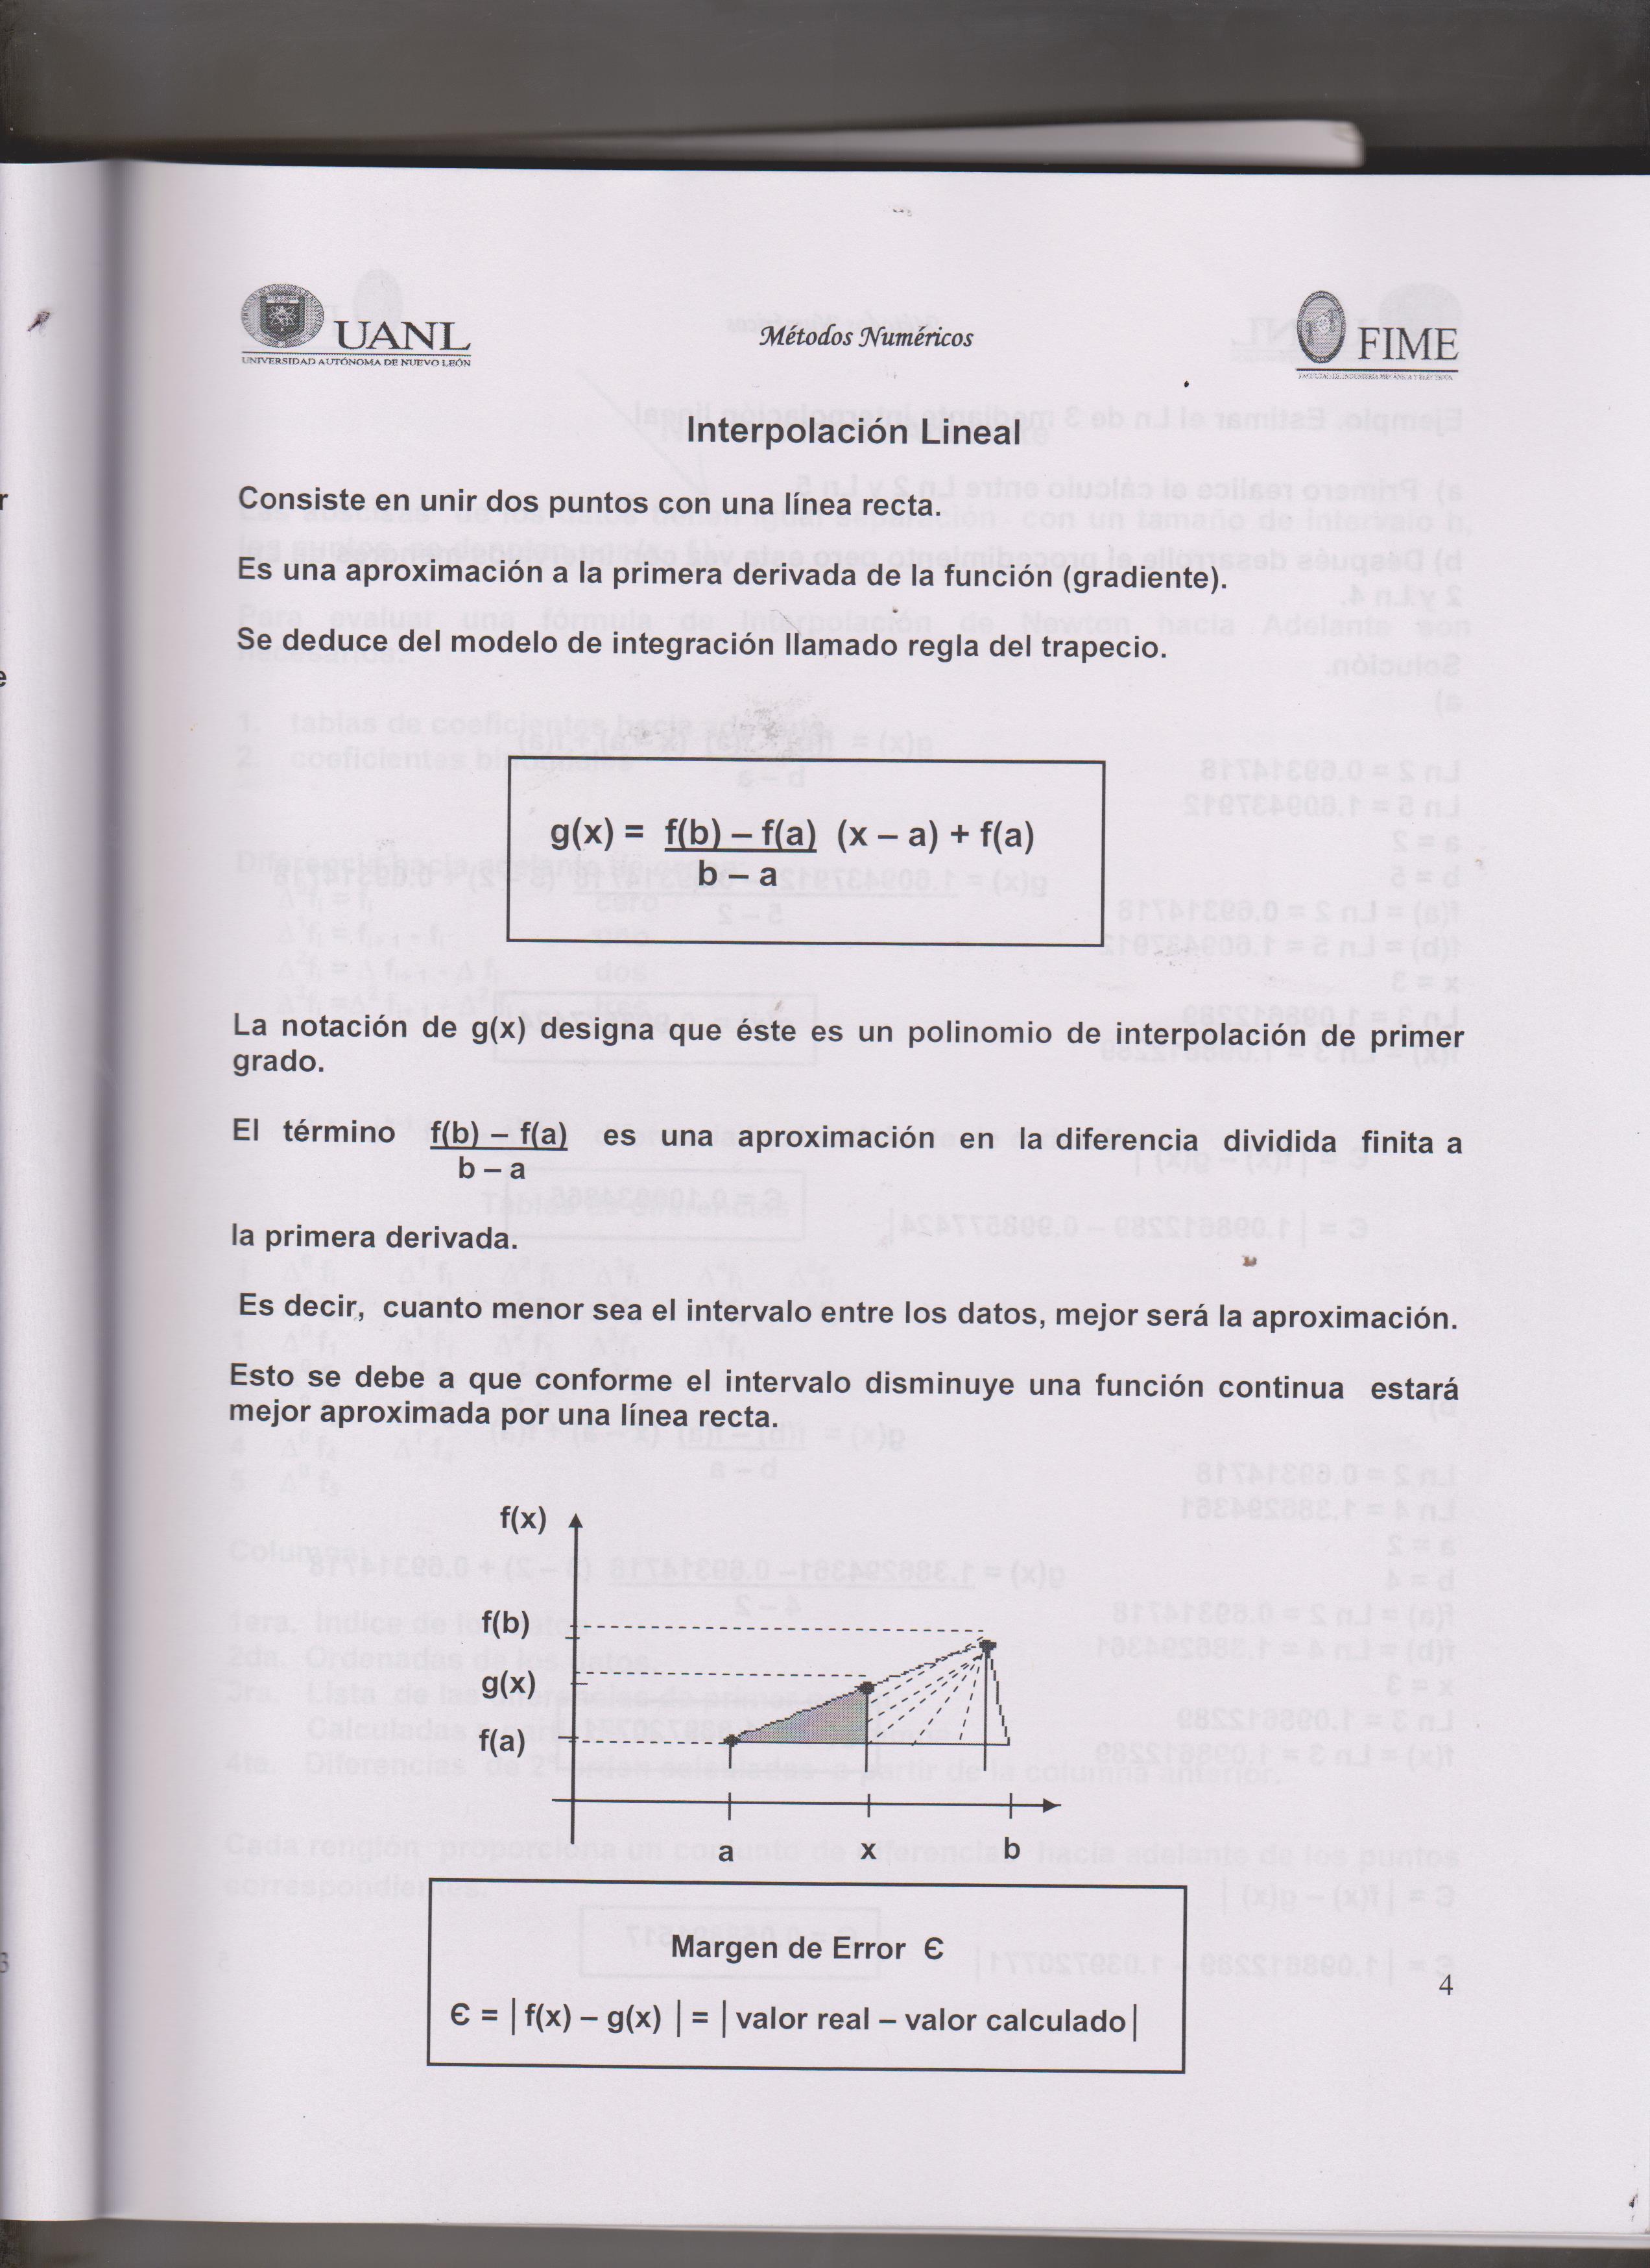 UANL
UNIVERSIDAD AUTÓNOMA DE NUEVO LEÓN
Métodos Numéricos
FIME
Interpolación Lineal
Consiste en unir dos puntos con una línea recta.
Es una aproximación a la primera derivada de la función (gradiente).
Se deduce del modelo de integración llamado regla del trapecio.
g(x) = f(b) – f(a) (x – a) + f(a)
b – a
La notación de g(x) designa que éste es un polinomio de interpolación de primer
grado.
El término f(b) – f(a) es una aproximación en la diferencia dividida finita a
b – a
la primera derivada.
Es decir, cuanto menor sea el intervalo entre los datos, mejor será la aproximación.
Esto se debe a que conforme el intervalo disminuye una función continua estará
mejor aproximada por una línea recta.
f(x)
f(b)
g(x)
f(a)
a x b
Margen de Error Є
4
Є = | f(x) – g(x) | = | valor real – valor calculado |